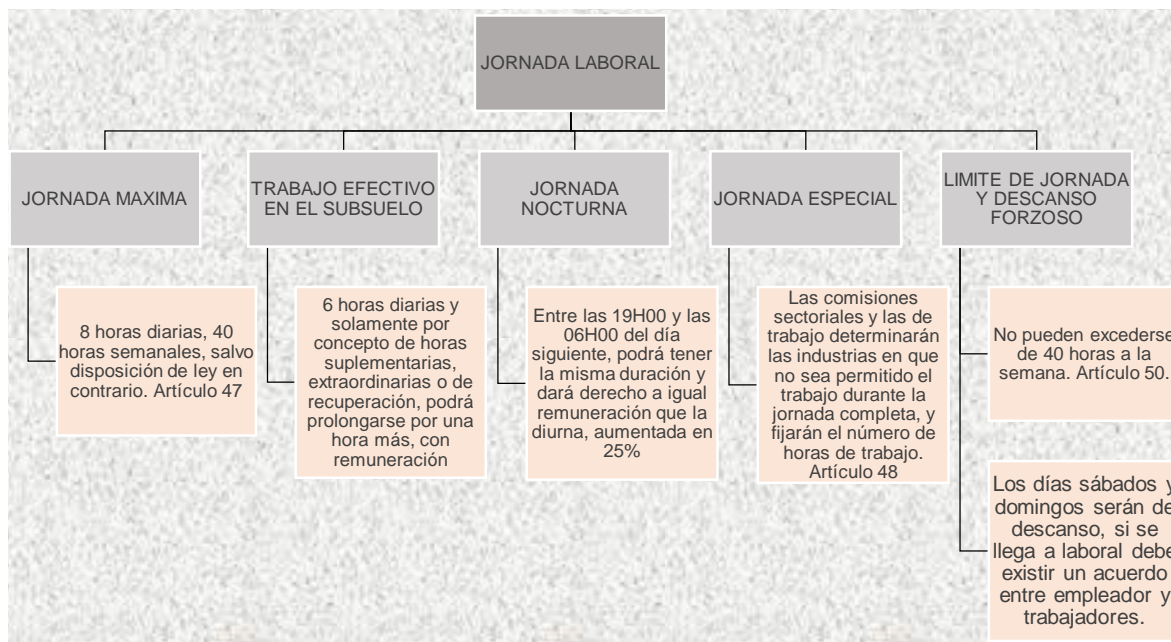 JORNADA LABORAL
JORNADA MAXIMA
8 horas diarias, 40
horas semanales, salvo
disposición de ley en
contrario. Artículo 47
TRABAJO EFECTIVO
EN EL SUBSUELO
6 horas diarias y
solamente por
concepto de horas
suplementarias,
extraordinarias o de
recuperación, podrá
prolongarse por una
hora más, con
remuneración
JORNADA
NOCTURNA
Entre las 19H00 y las
06H00 del día
siguiente, podrá tener
la misma duración y
dará derecho a igual
remuneración que la
diurna, aumentada en
25%
JORNADA ESPECIAL
Las comisiones
sectoriales y las de
trabajo determinarán
las industrias en que
no sea permitido el
trabajo durante la
jornada completa, y
fijarán el número de
horas de trabajo.
Artículo 48
LIMITE DE JORNADA
Y DESCANSO
FORZOSO
No pueden excederse
de 40 horas a la
semana. Artículo 50.
Los días sábados y
domingos serán de
descanso, si se
llega a laboral debe
existir un acuerdo
entre empleador y
trabajadores.